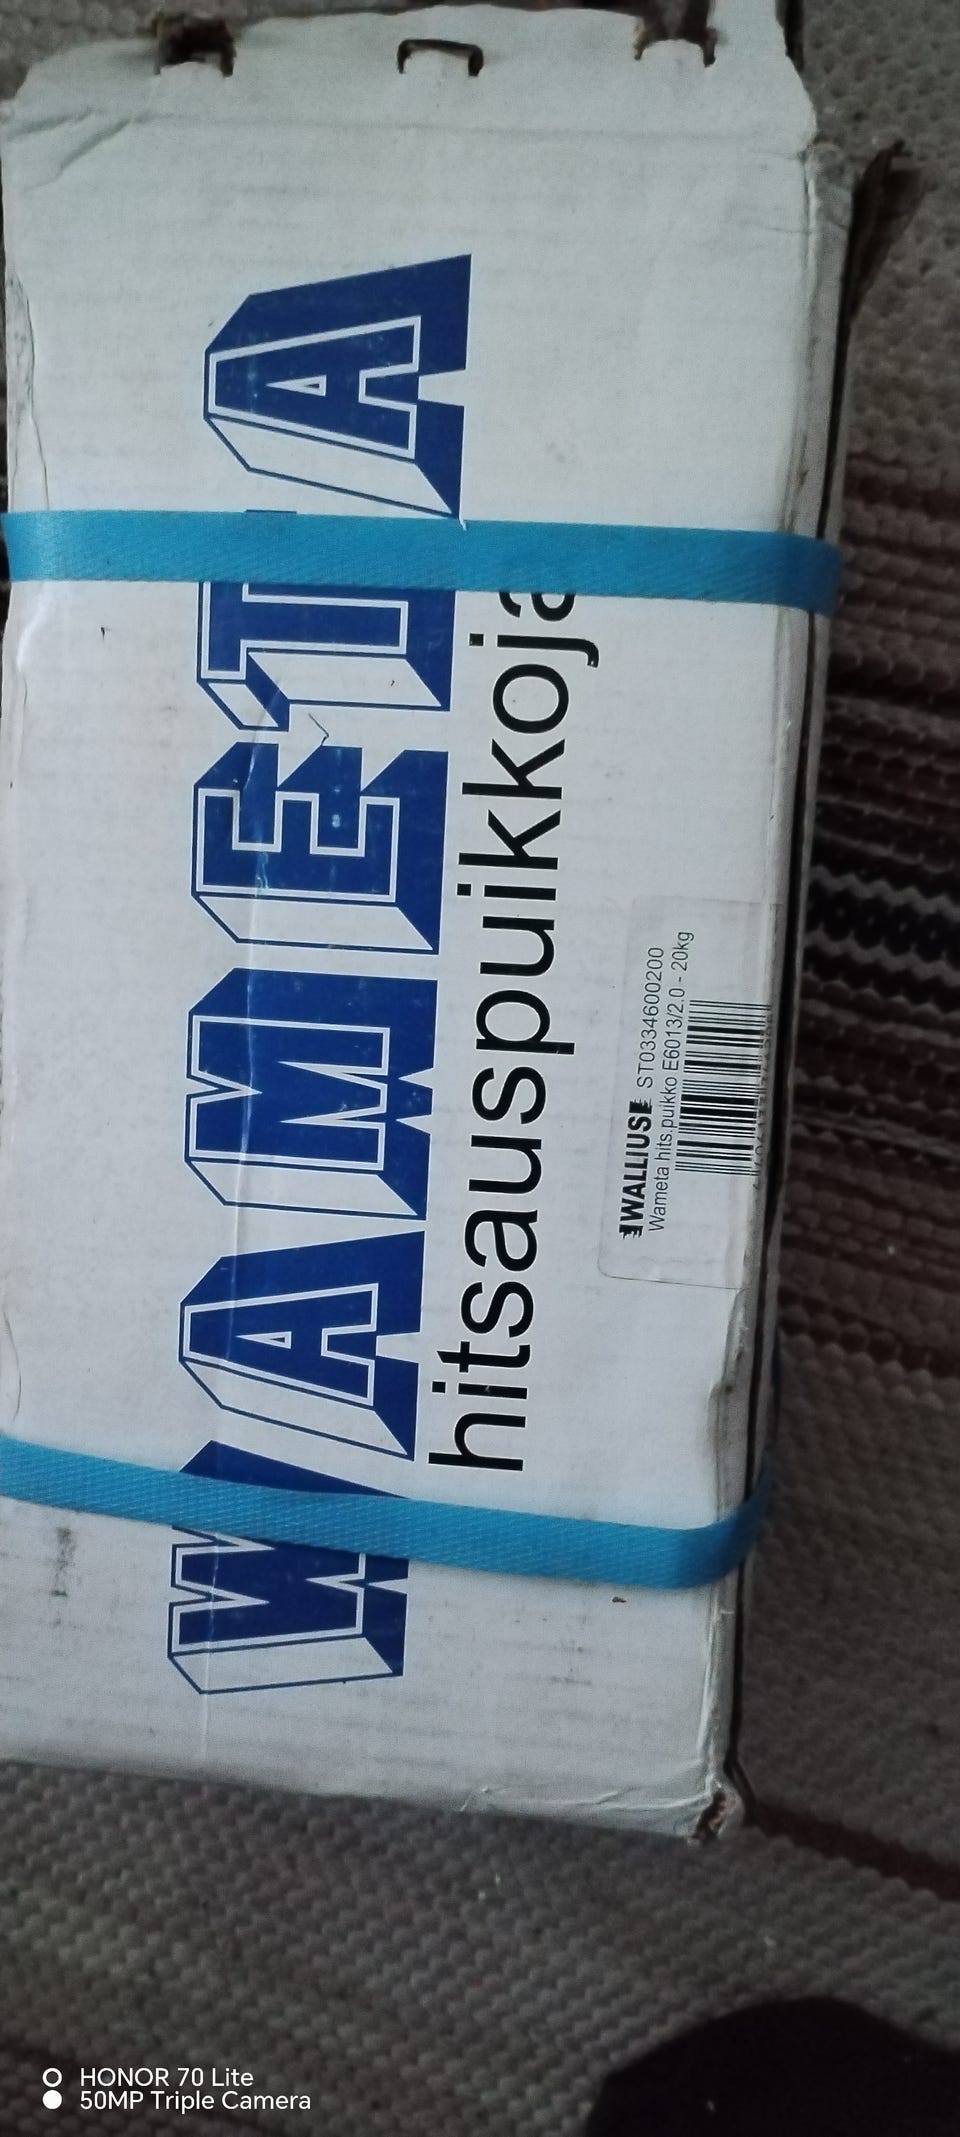 WAMETA
hitsauspuikkoja
WALLIUS ST0334600200
Wameta hits.puikko E6013/2.0 - 20kg
HONOR 70 Lite
50MP Triple Camera